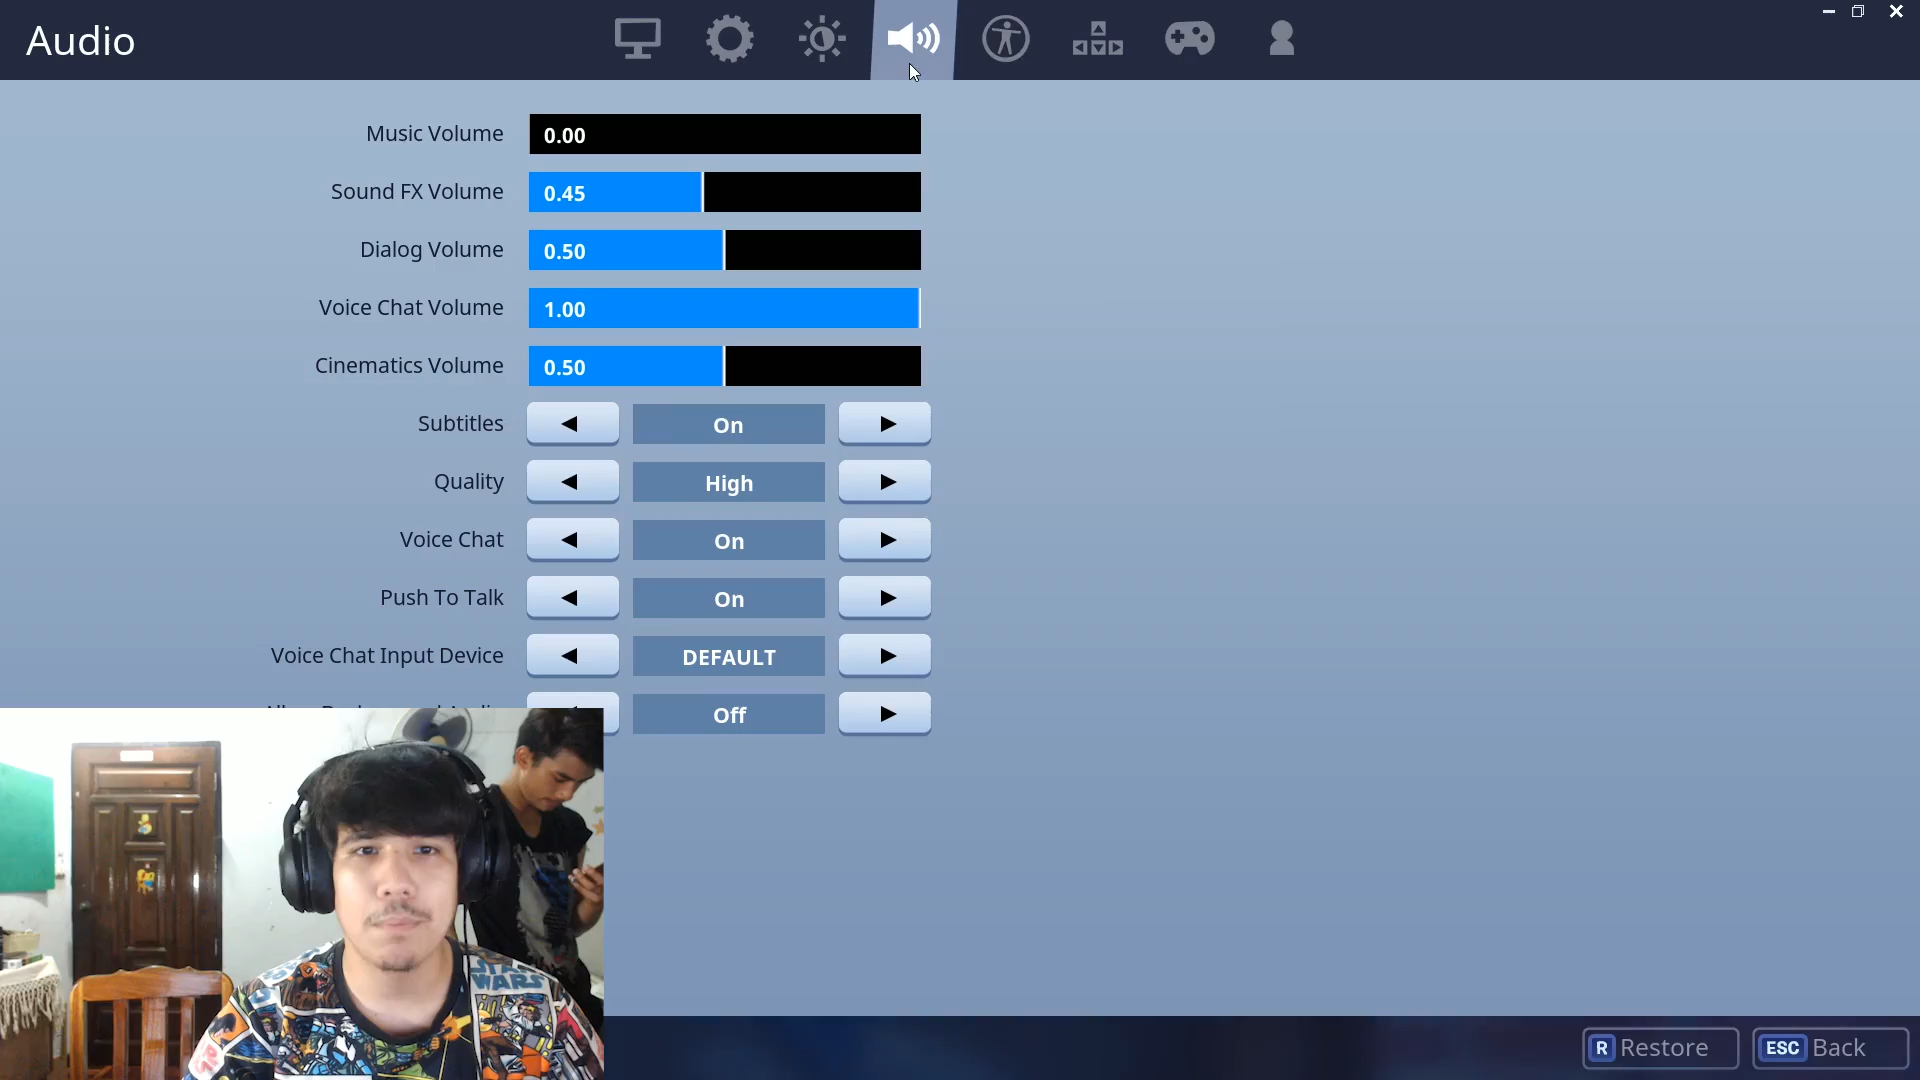 Audio
Music Volume 0.00
Sound FX Volume 0.45
Dialog Volume 0.50
Voice Chat Volume 1.00
Cinematics Volume 0.50
Subtitles On
Quality High
Voice Chat On
Push To Talk On
Voice Chat Input Device DEFAULT
Off
STAR
WARS
R Restore
ESC Back